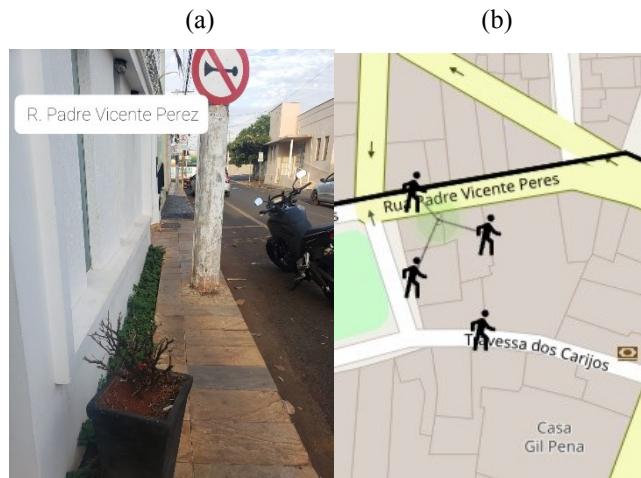 (a)
(b)
R. Padre Vicente Perez
Rua Padre Vicente Peres
s
Travessa dos Carijos
Casa
Gil Pena